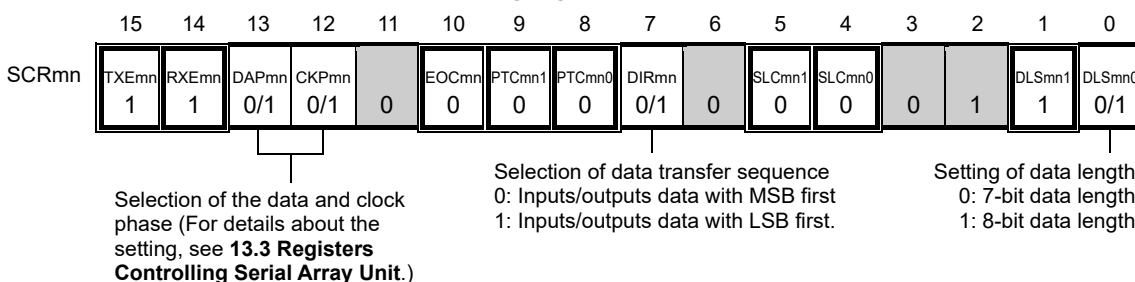 15 14 13 12 11 10 9 8 7 6 5 4 3 2 1 0
SCRmn TXEmn RXEmn DAPmn CKPmn EOCmn PTCmn1 PTCmn0 DIRmn SLCmn1 SLCmn0 DLSmn1 DLSmn0
1 1 0/1 0/1 0 0 0 0 0/1 0 0 0 0 1 1 0/1
Selection of the data and clock
phase (For details about the
setting, see 13.3 Registers
Controlling Serial Array Unit.)
Selection of data transfer sequence
0: Inputs/outputs data with MSB first
1: Inputs/outputs data with LSB first.
Setting of data length
0: 7-bit data length
1: 8-bit data length